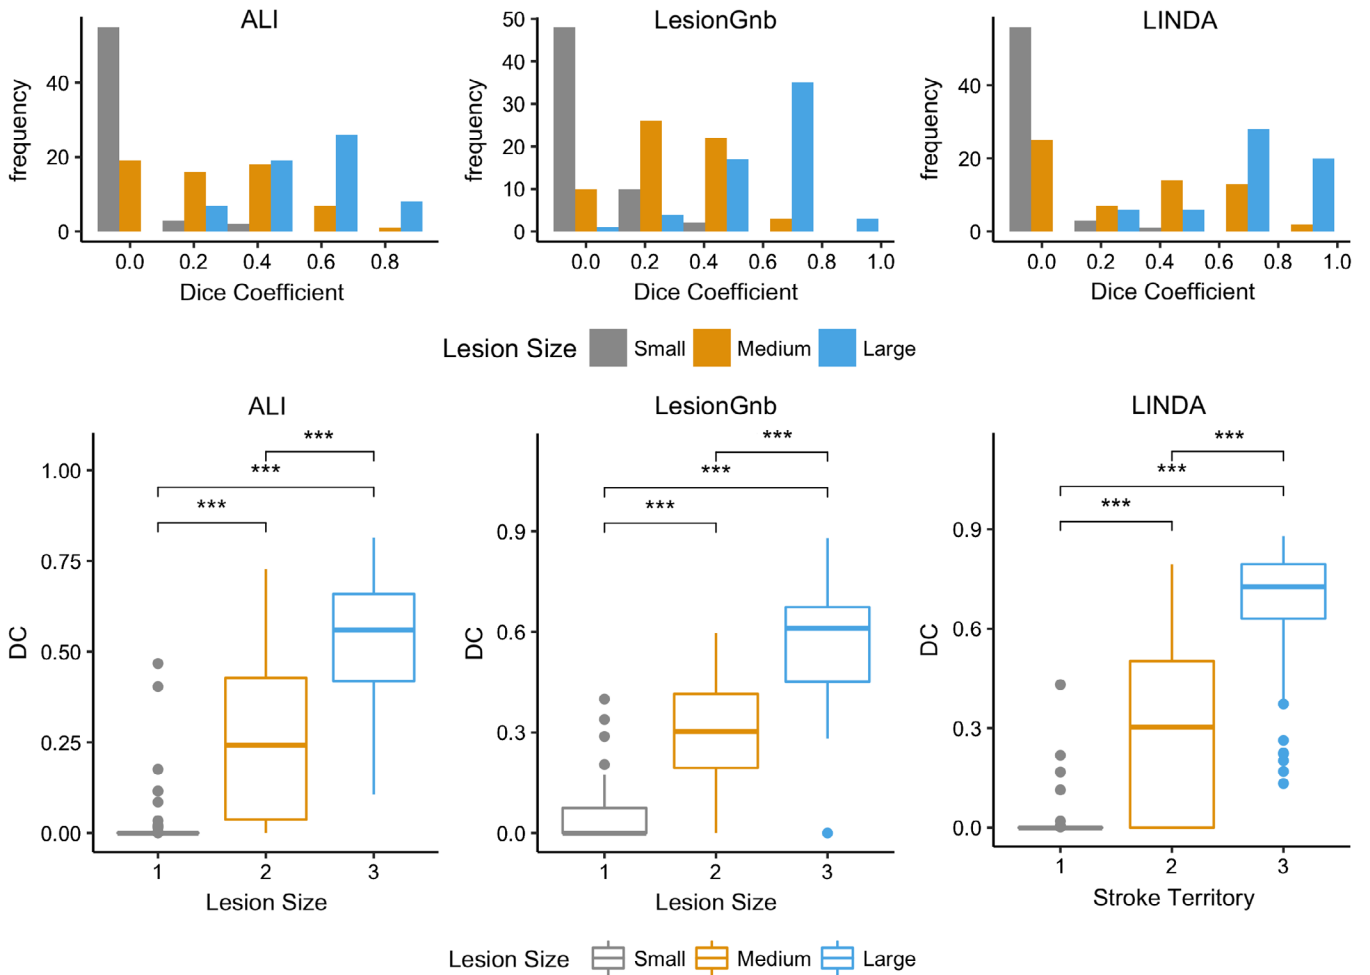 ALI LesionGnb LINDA
frequency frequency frequency
40 20 0
50 40 30 20 10 0
40 20 0
0.0 0.2 0.4 0.6 0.8
0.0 0.2 0.4 0.6 0.8 1.0
0.0 0.2 0.4 0.6 0.8 1.0
Dice Coefficient Dice Coefficient Dice Coefficient
Lesion Size Small Medium Large
ALI LesionGnb LINDA
*** *** ***
*** *** ***
*** *** ***
DC DC DC
1.00 0.75 0.50 0.25 0.00
0.9 0.6 0.3 0.0
0.9 0.6 0.3 0.0
1 2 3 1 2 3 1 2 3
Lesion Size Lesion Size Stroke Territory
Lesion Size Small Medium Large